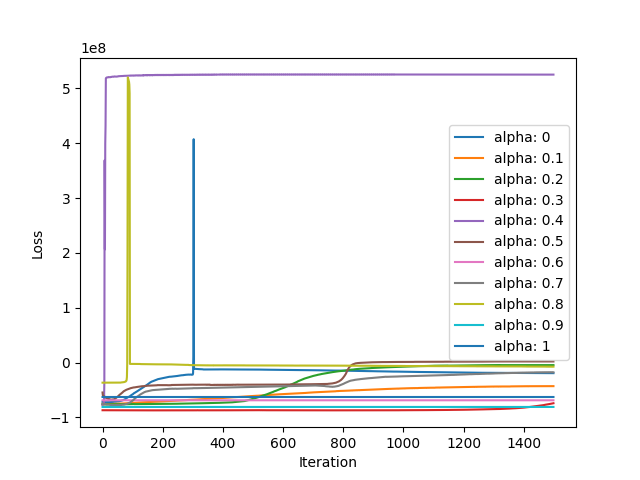 1e8
5
4
3
2
1
0
−1
Loss
0
200
400
600
800
1000
1200
1400
Iteration
alpha: 0
alpha: 0.1
alpha: 0.2
alpha: 0.3
alpha: 0.4
alpha: 0.5
alpha: 0.6
alpha: 0.7
alpha: 0.8
alpha: 0.9
alpha: 1